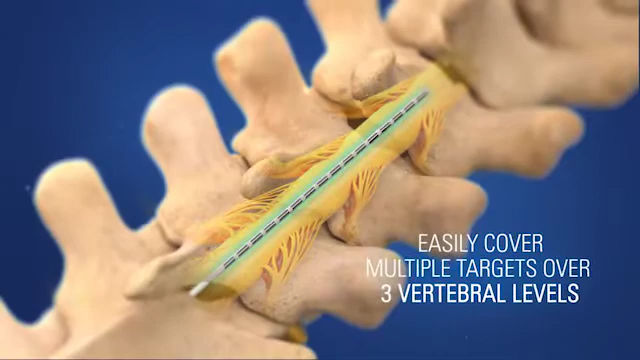 EASILY COVER
MULTIPLE TARGETS OVER
3 VERTEBRAL LEVELS